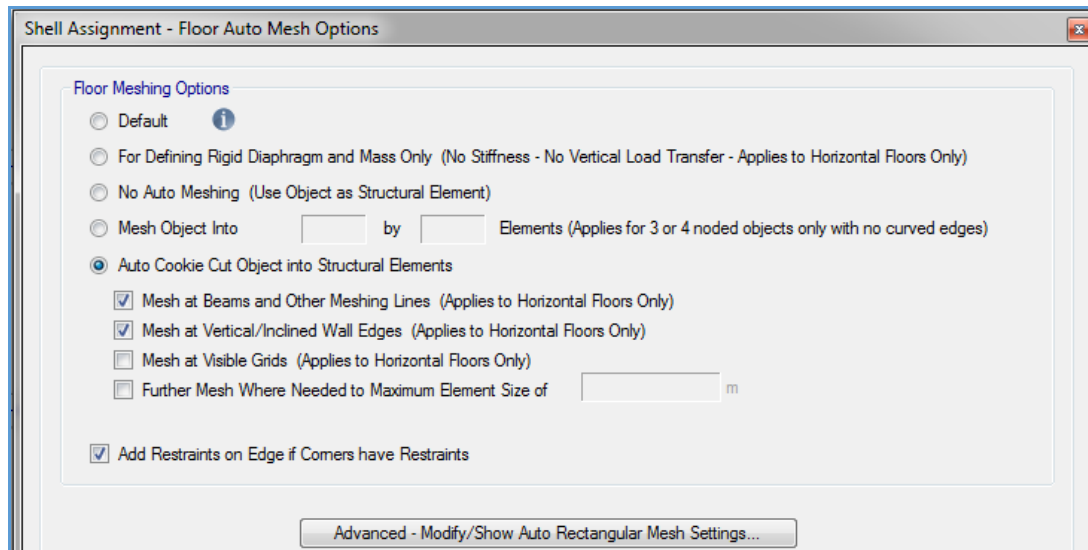 Shell Assignment - Floor Auto Mesh Options
Floor Meshing Options
Default
For Defining Rigid Diaphragm and Mass Only (No Stiffness - No Vertical Load Transfer - Applies to Horizontal Floors Only)
No Auto Meshing (Use Object as Structural Element)
Mesh Object Into by Elements (Applies for 3 or 4 noded objects only with no curved edges)
Auto Cookie Cut Object into Structural Elements
Mesh at Beams and Other Meshing Lines (Applies to Horizontal Floors Only)
Mesh at Vertical/Inclined Wall Edges (Applies to Horizontal Floors Only)
Mesh at Visible Grids (Applies to Horizontal Floors Only)
Further Mesh Where Needed to Maximum Element Size of m
Add Restraints on Edge if Corners have Restraints
Advanced - Modify/Show Auto Rectangular Mesh Settings...